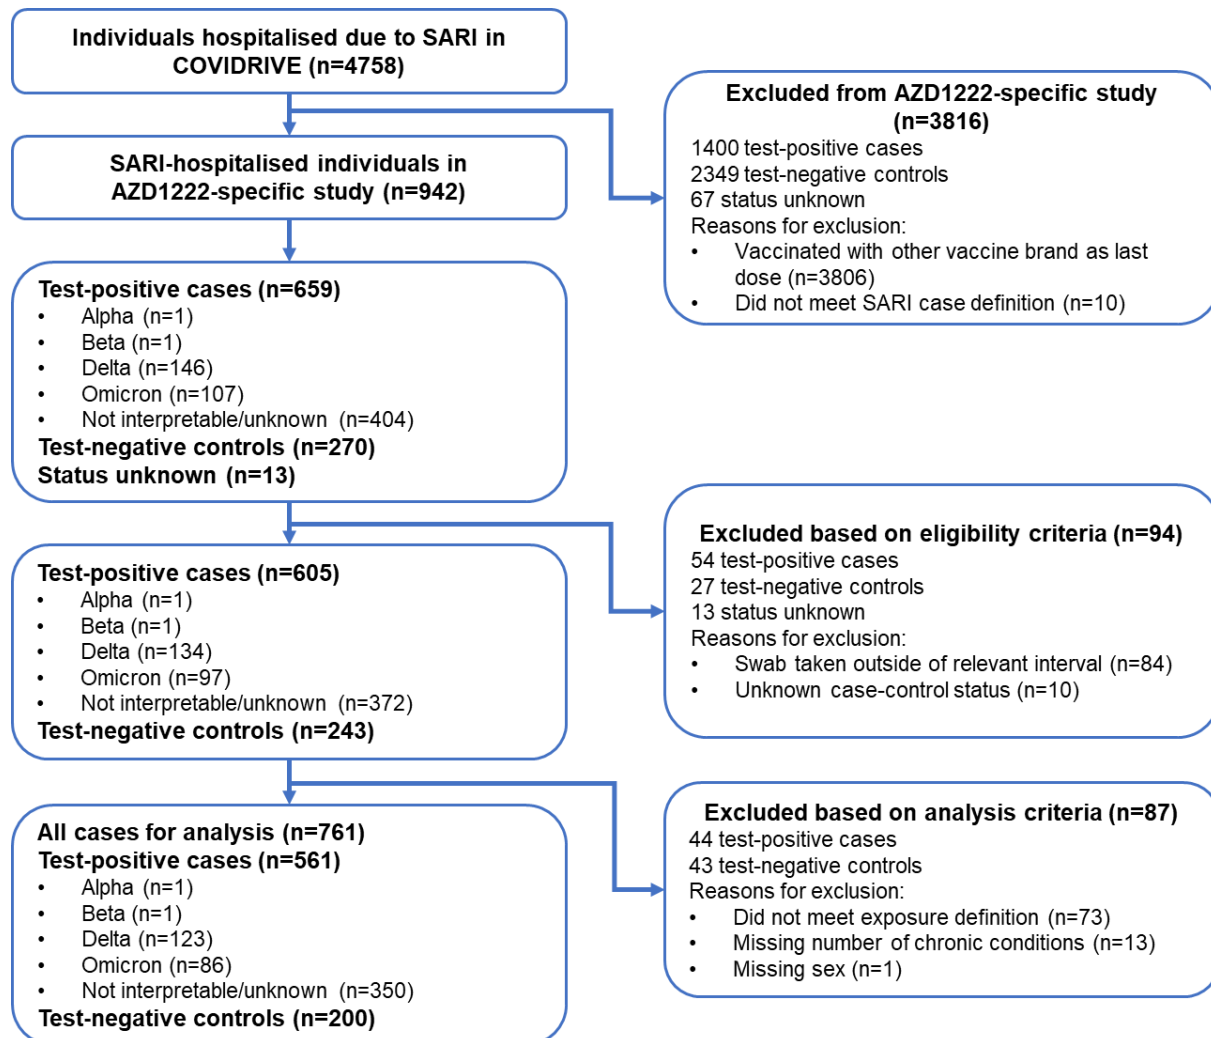 Individuals hospitalised due to SARI in
COVIDRIVE (n=4758)
Excluded from AZD1222-specific study
(n=3816)
1400 test-positive cases
2349 test-negative controls
67 status unknown
Reasons for exclusion:
• Vaccinated with other vaccine brand as last
dose (n=3806)
• Did not meet SARI case definition (n=10)
SARI-hospitalised individuals in
AZD1222-specific study (n=942)
Test-positive cases (n=659)
• Alpha (n=1)
• Beta (n=1)
• Delta (n=146)
• Omicron (n=107)
• Not interpretable/unknown (n=404)
Test-negative controls (n=270)
Status unknown (n=13)
Excluded based on eligibility criteria (n=94)
54 test-positive cases
27 test-negative controls
13 status unknown
Reasons for exclusion:
• Swab taken outside of relevant interval (n=84)
• Unknown case-control status (n=10)
Test-positive cases (n=605)
• Alpha (n=1)
• Beta (n=1)
• Delta (n=134)
• Omicron (n=97)
• Not interpretable/unknown (n=372)
Test-negative controls (n=243)
Excluded based on analysis criteria (n=87)
44 test-positive cases
43 test-negative controls
Reasons for exclusion:
• Did not meet exposure definition (n=73)
• Missing number of chronic conditions (n=13)
• Missing sex (n=1)
All cases for analysis (n=761)
Test-positive cases (n=561)
• Alpha (n=1)
• Beta (n=1)
• Delta (n=123)
• Omicron (n=86)
• Not interpretable/unknown (n=350)
Test-negative controls (n=200)